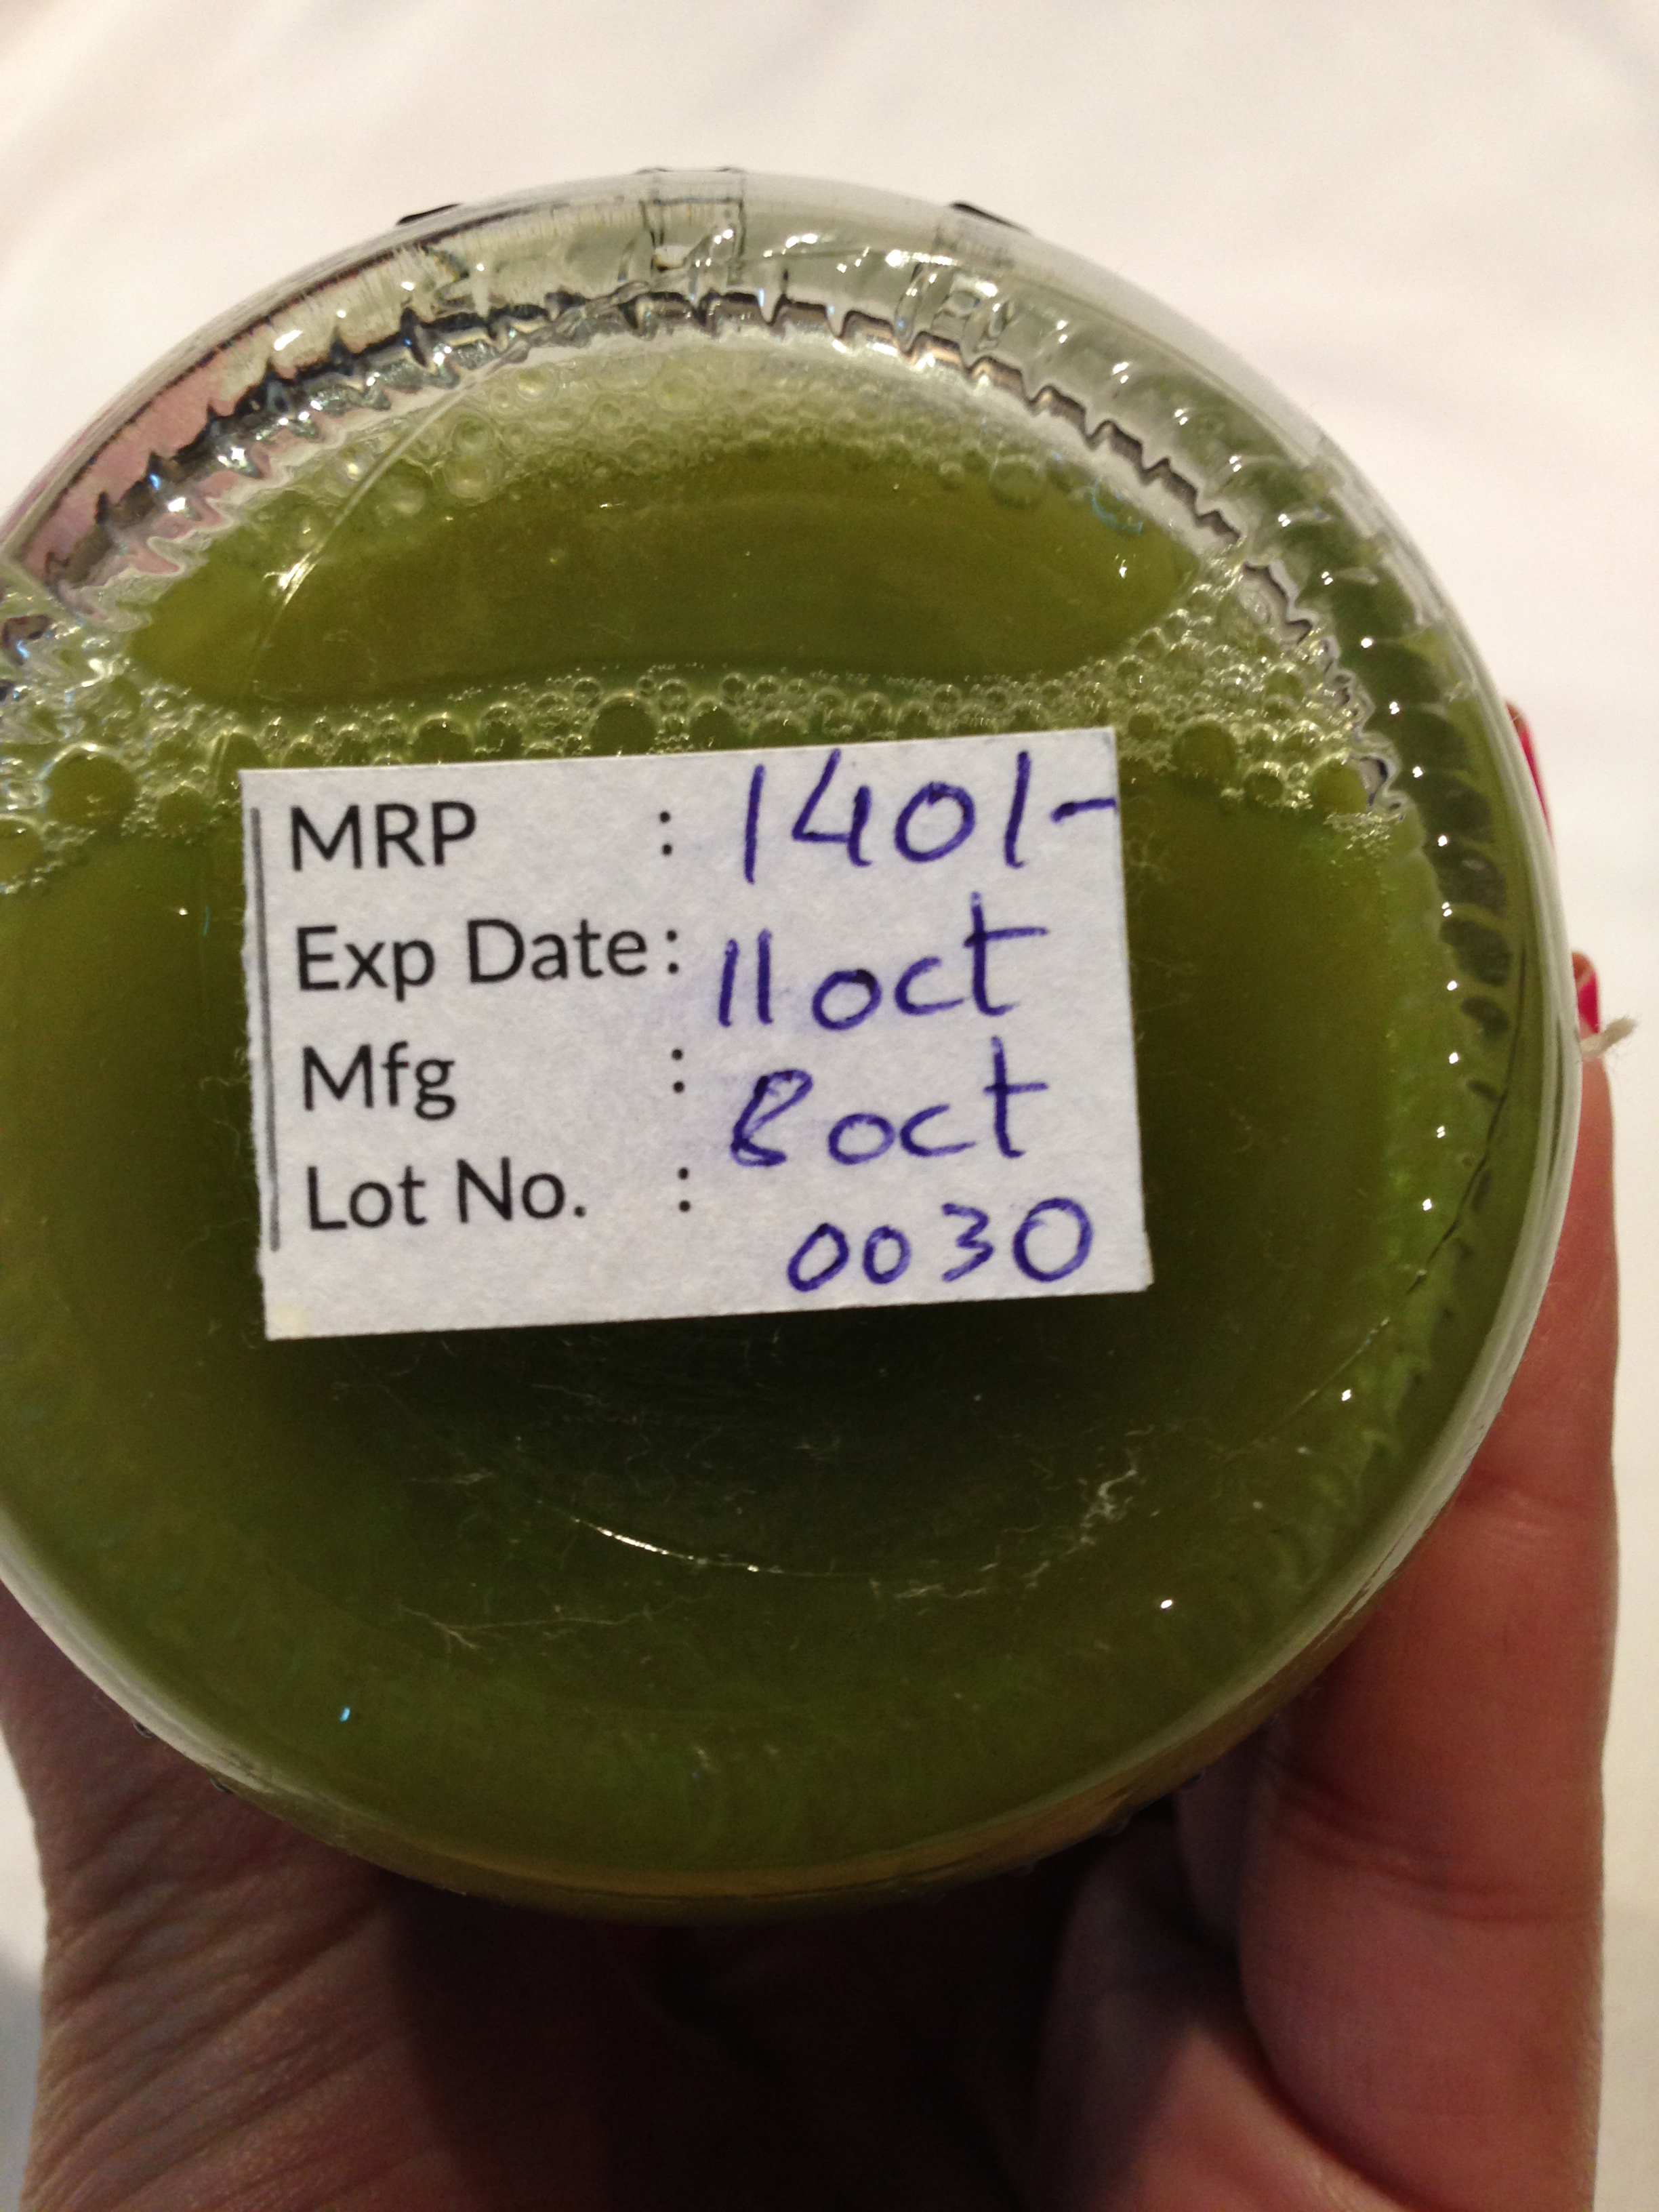 MRP : 140/-
Exp Date : 11 oct
Mfg : 8 oct
Lot No. : 0030